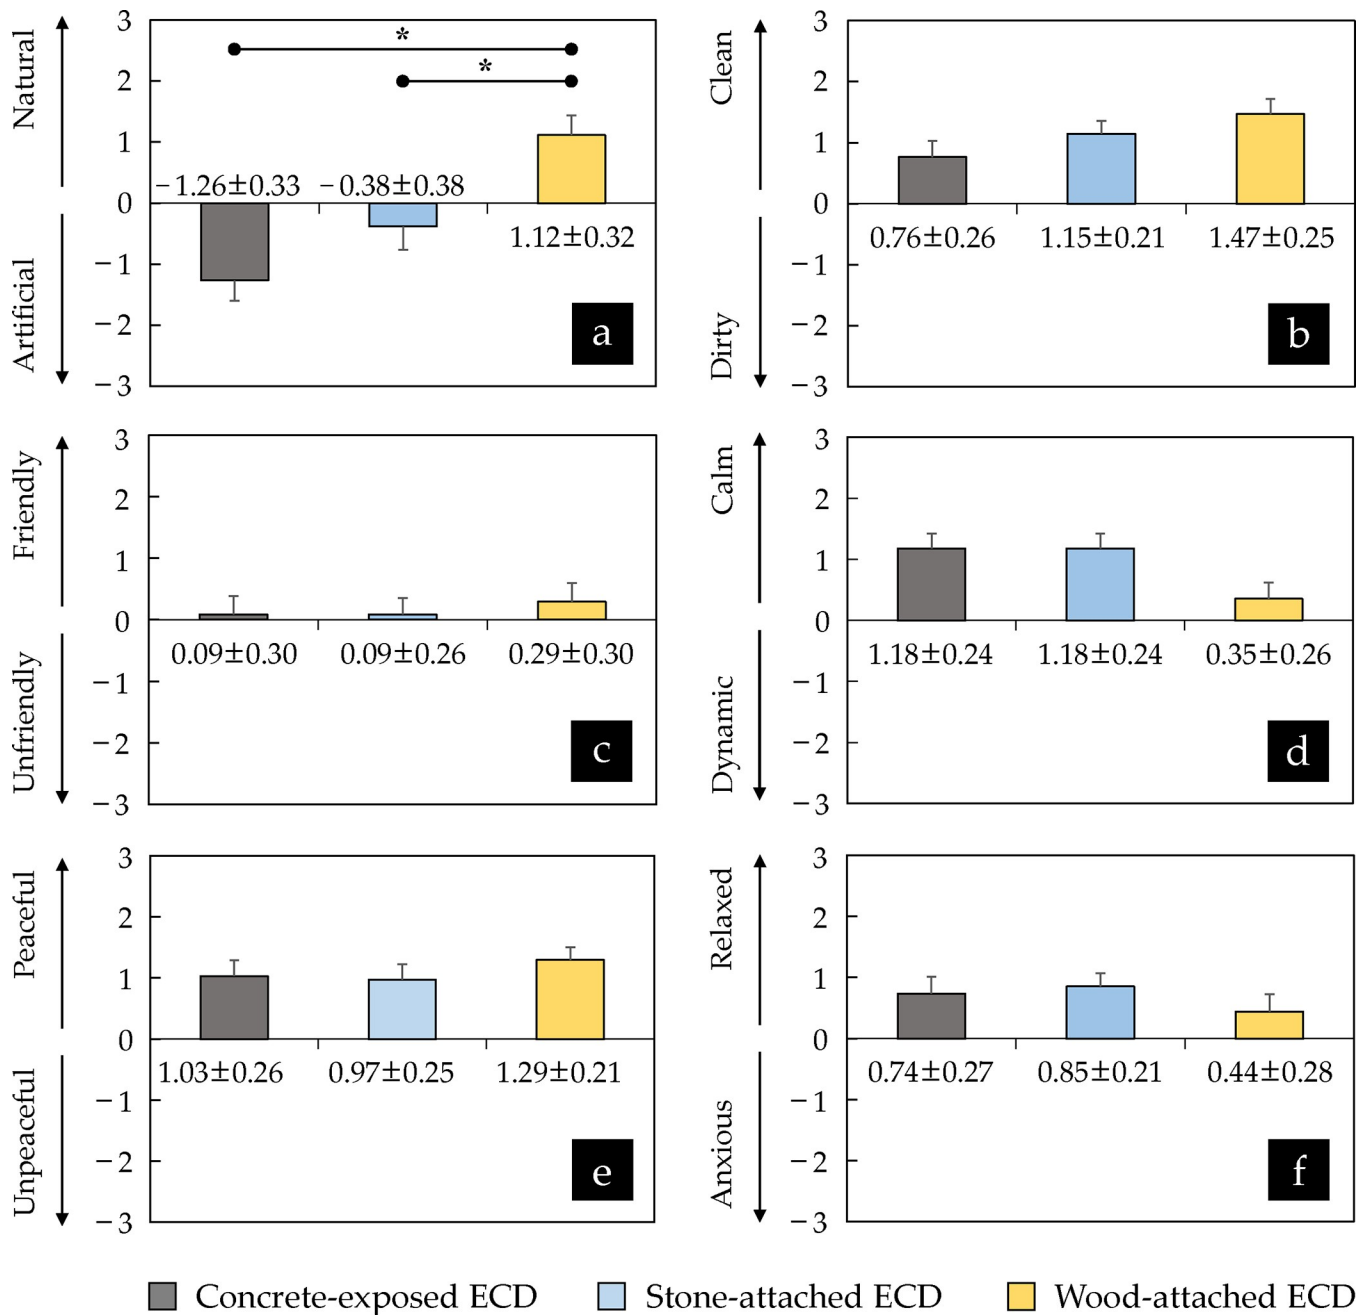 Natural
Artificial
3
2
1
0
−1
−2
−3
*
*
−1.26±0.33
−0.38±0.38
1.12±0.32
a
Clean
Dirty
3
2
1
0
−1
−2
−3
0.76±0.26
1.15±0.21
1.47±0.25
b
Friendly
Unfriendly
3
2
1
0
−1
−2
−3
0.09±0.30
0.09±0.26
0.29±0.30
c
Calm
Dynamic
3
2
1
0
−1
−2
−3
1.18±0.24
1.18±0.24
0.35±0.26
d
Peaceful
Unpeaceful
3
2
1
0
−1
−2
−3
1.03±0.26
0.97±0.25
1.29±0.21
e
Relaxed
Anxious
3
2
1
0
−1
−2
−3
0.74±0.27
0.85±0.21
0.44±0.28
f
Concrete-exposed ECD
Stone-attached ECD
Wood-attached ECD